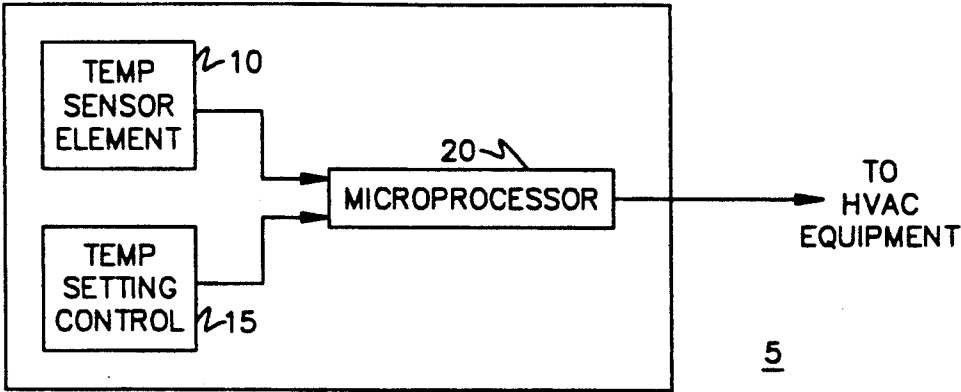 TEMP
SENSOR
ELEMENT
10
20
MICROPROCESSOR
TEMP
SETTING
CONTROL
15
TO
HVAC
EQUIPMENT
5